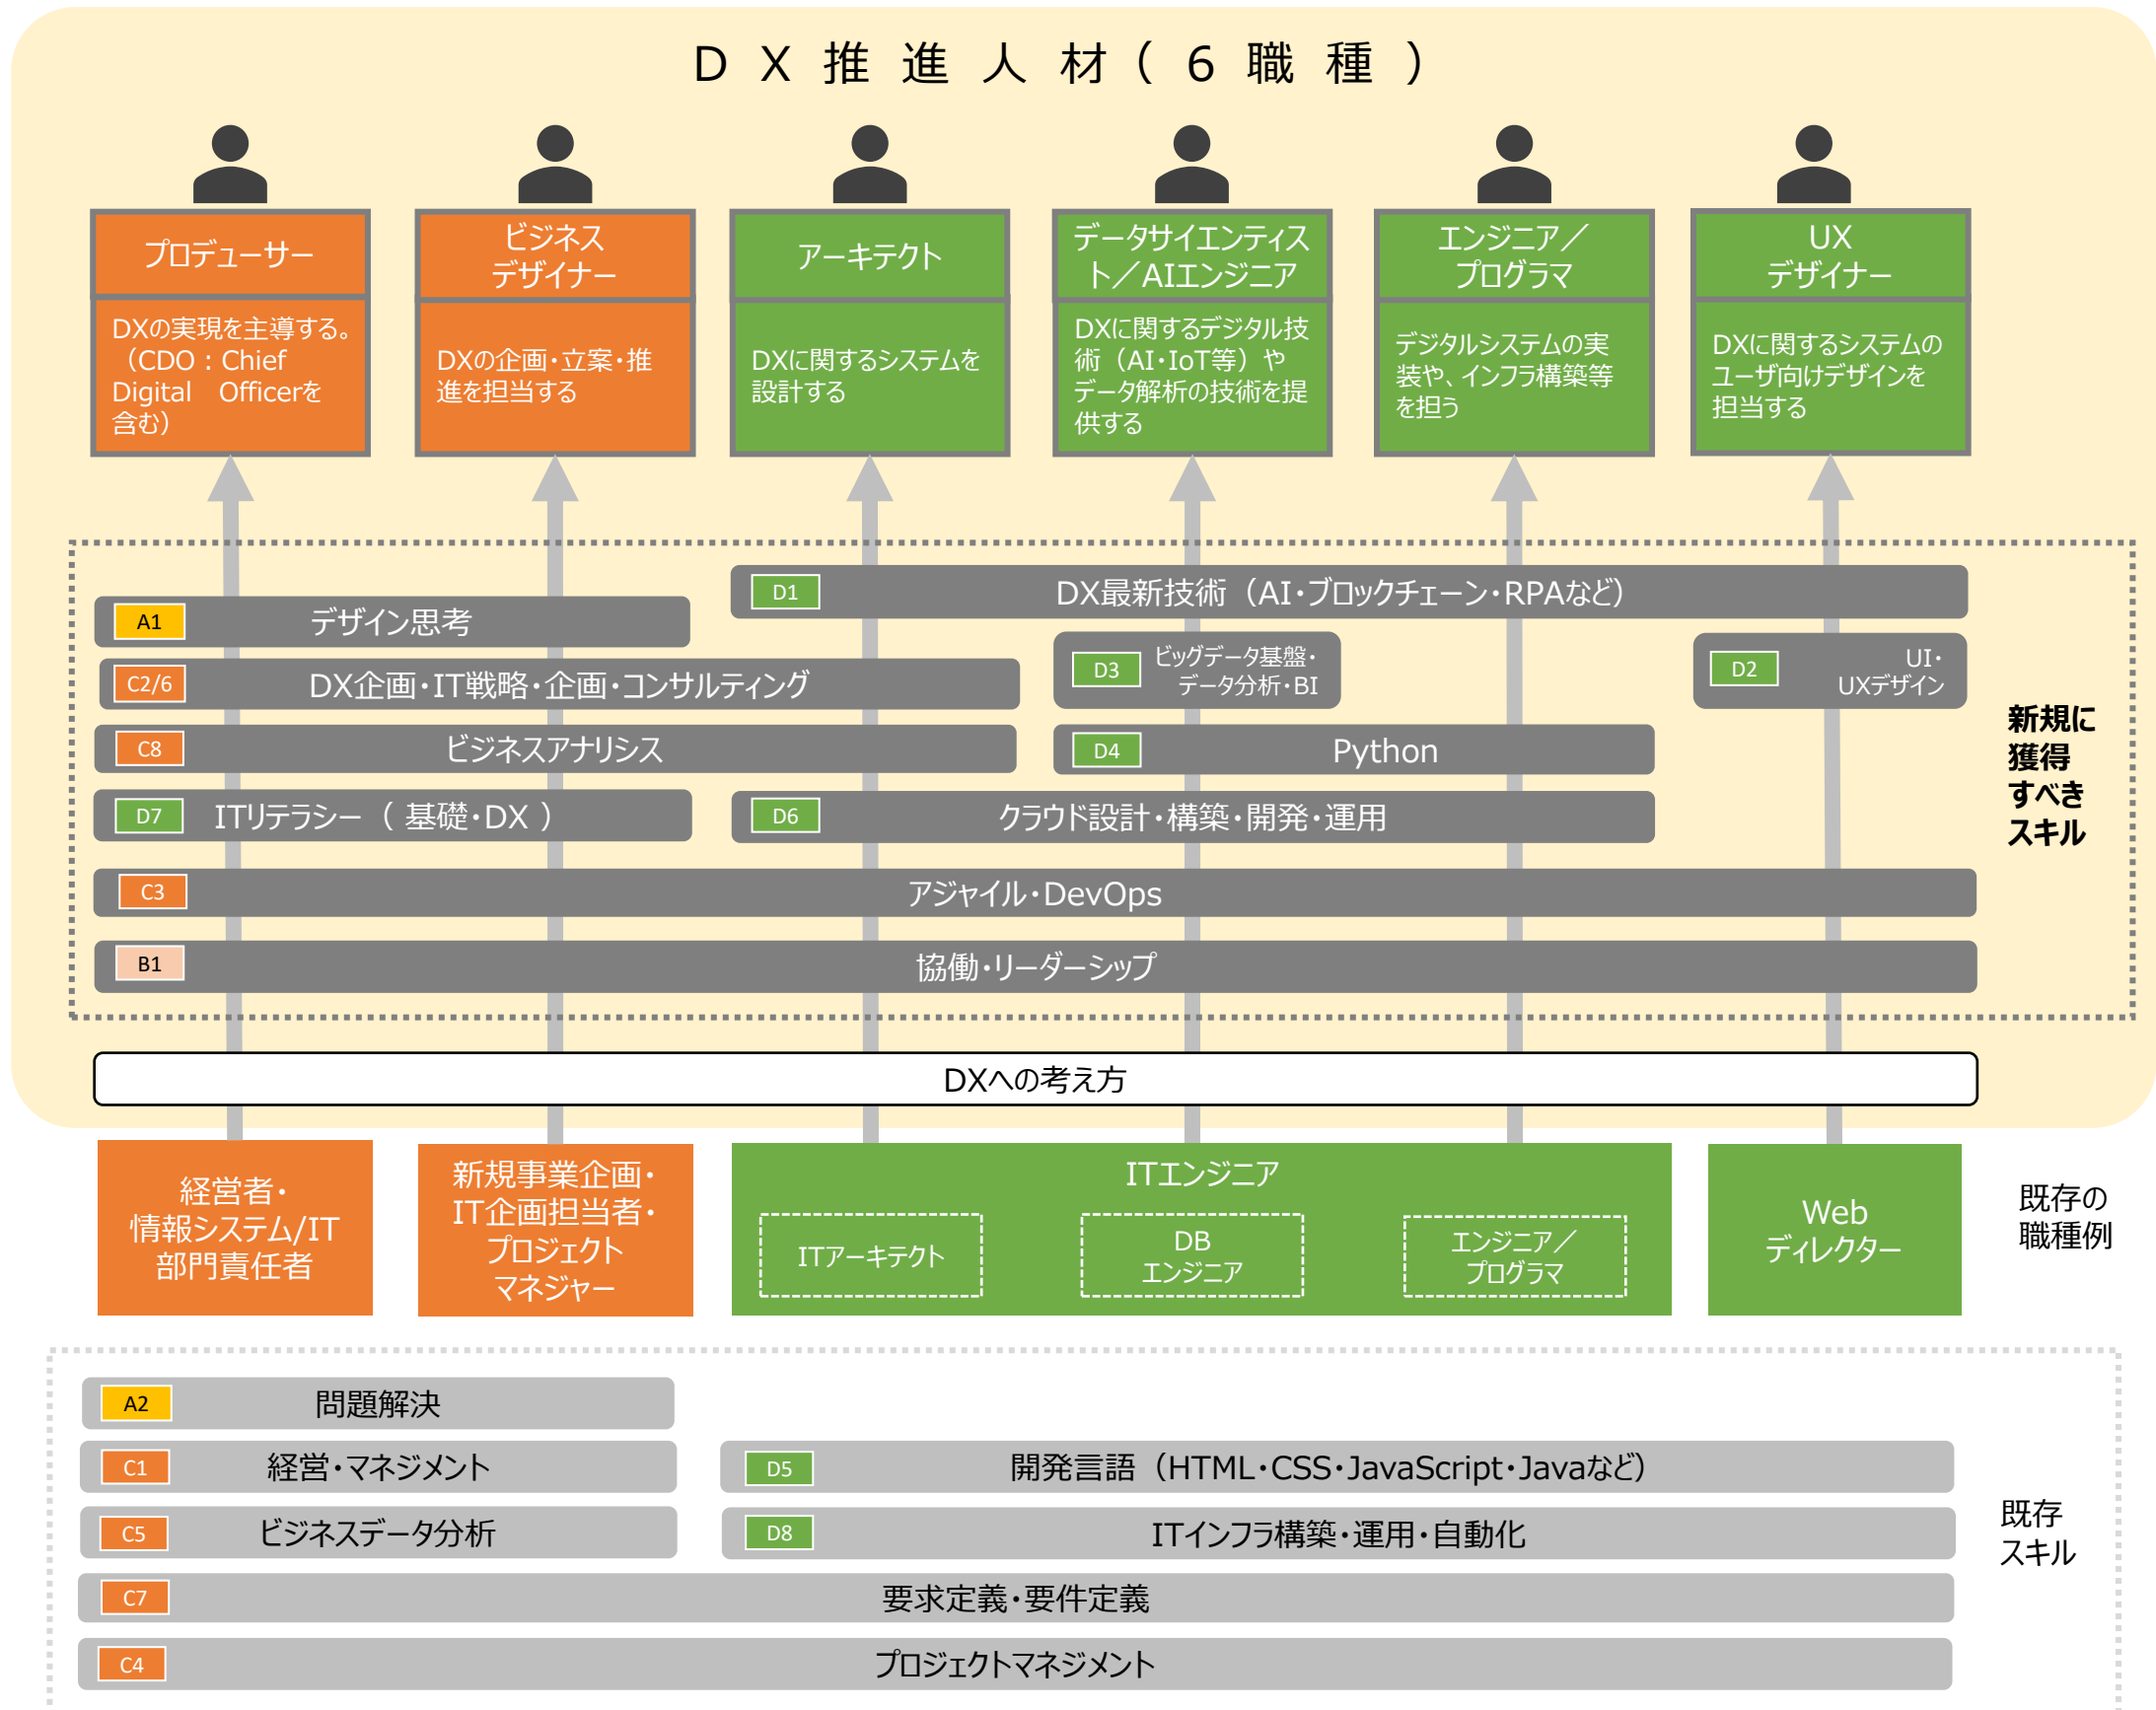 DX推進人材（6職種）
プロデューサー
DXの実現を主導する。
（CDO：Chief
Digital　Officerを
含む）
ビジネス
デザイナー
DXの企画・立案・推
進を担当する
アーキテクト
DXに関するシステムを
設計する
データサイエンティス
ト／AIエンジニア
DXに関するデジタル技
術（AI・IoT等）や
データ解析の技術を提
供する
エンジニア／
プログラマ
デジタルシステムの実
装や、インフラ構築等
を担う
UX
デザイナー
DXに関するシステムの
ユーザ向けデザインを
担当する
D1 DX最新技術（AI・ブロックチェーン・RPAなど）
A1 デザイン思考
C2/6 DX企画・IT戦略・企画・コンサルティング
D3 ビッグデータ基盤・
データ分析・BI
D2 UI・
UXデザイン
C8 ビジネスアナリシス
D4 Python
D7 ITリテラシー（ 基礎・DX ）
D6 クラウド設計・構築・開発・運用
C3 アジャイル・DevOps
B1 協働・リーダーシップ
新規に
獲得
すべき
スキル
DXへの考え方
経営者・
情報システム/IT
部門責任者
新規事業企画・
IT企画担当者・
プロジェクト
マネジャー
ITエンジニア
ITアーキテクト
DB
エンジニア
エンジニア／
プログラマ
Web
ディレクター
既存の
職種例
A2 問題解決
C1 経営・マネジメント
D5 開発言語（HTML・CSS・JavaScript・Javaなど）
C5 ビジネスデータ分析
D8 ITインフラ構築・運用・自動化
C7 要求定義・要件定義
C4 プロジェクトマネジメント
既存
スキル